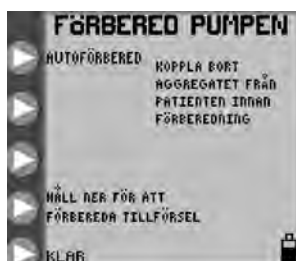 FÖRBERED PUMPEN
AUTOFÖRBERED
KOPPLA BORT
AGGREGATET FRÅN
PATIENTEN INNAN
FÖRBEREDNING
HÅLL NER FÖR ATT
FÖRBEREDA TILLFÖRSEL
KLAR